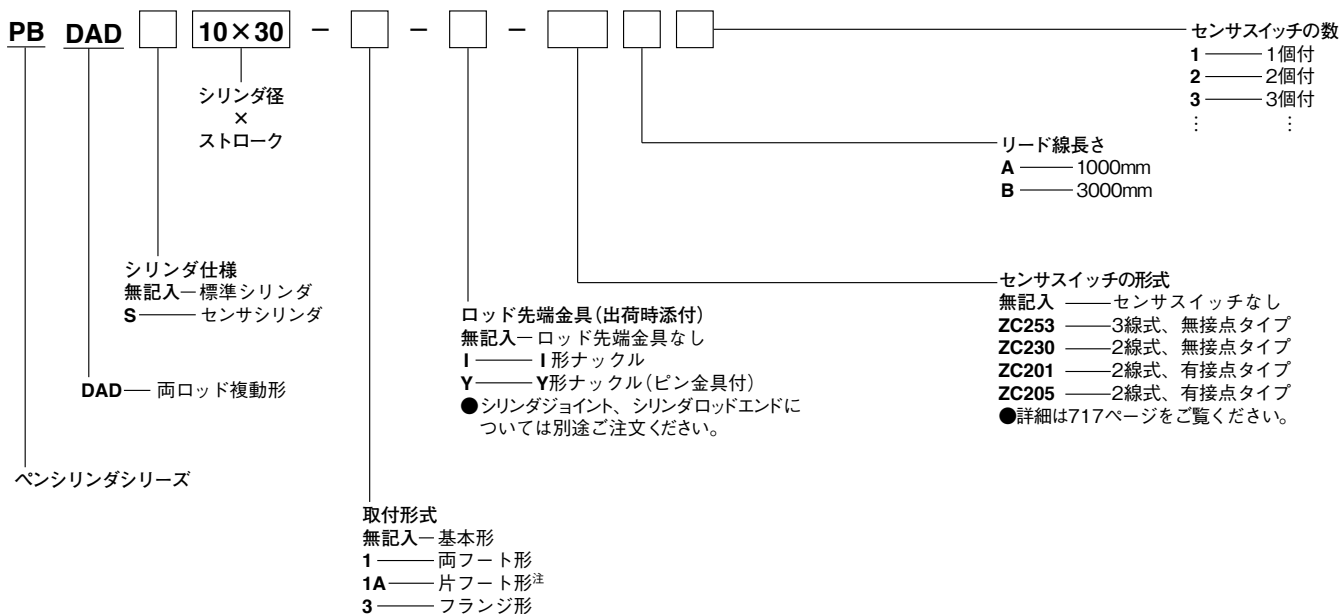 PB DAD 10×30 − − −
シリンダ径
×
ストローク
センサスイッチの数
1 1個付
2 2個付
3 3個付
⋮ ⋮
リード線長さ
A 1000mm
B 3000mm
センサスイッチの形式
無記入 センサスイッチなし
ZC253 3線式、無接点タイプ
ZC230 2線式、無接点タイプ
ZC201 2線式、有接点タイプ
ZC205 2線式、有接点タイプ
●詳細は717ページをご覧ください。
シリンダ仕様
無記入 標準シリンダ
S センサシリンダ
ロッド先端金具(出荷時添付)
無記入 ロッド先端金具なし
I I形ナックル
Y Y形ナックル(ピン金具付)
●シリンダジョイント、シリンダロッドエンドに
ついては別途ご注文ください。
DAD 両ロッド複動形
ペンシリンダシリーズ
取付形式
無記入 基本形
1 両フート形
1A 片フート形注
3 フランジ形